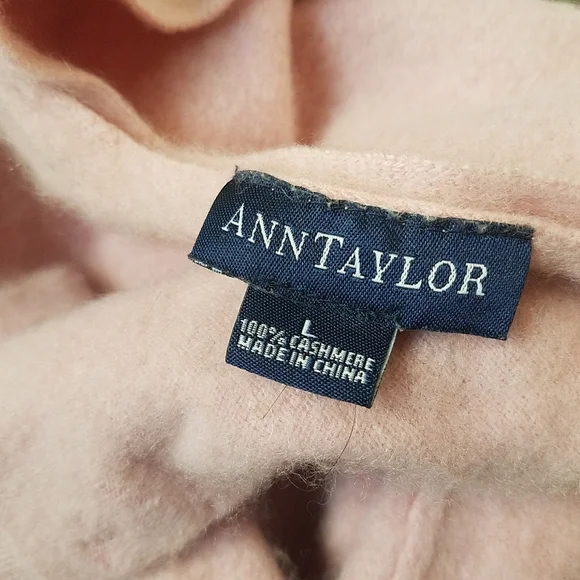 ANNTAYLOR
L
100% CASHMERE
MADE IN CHINA